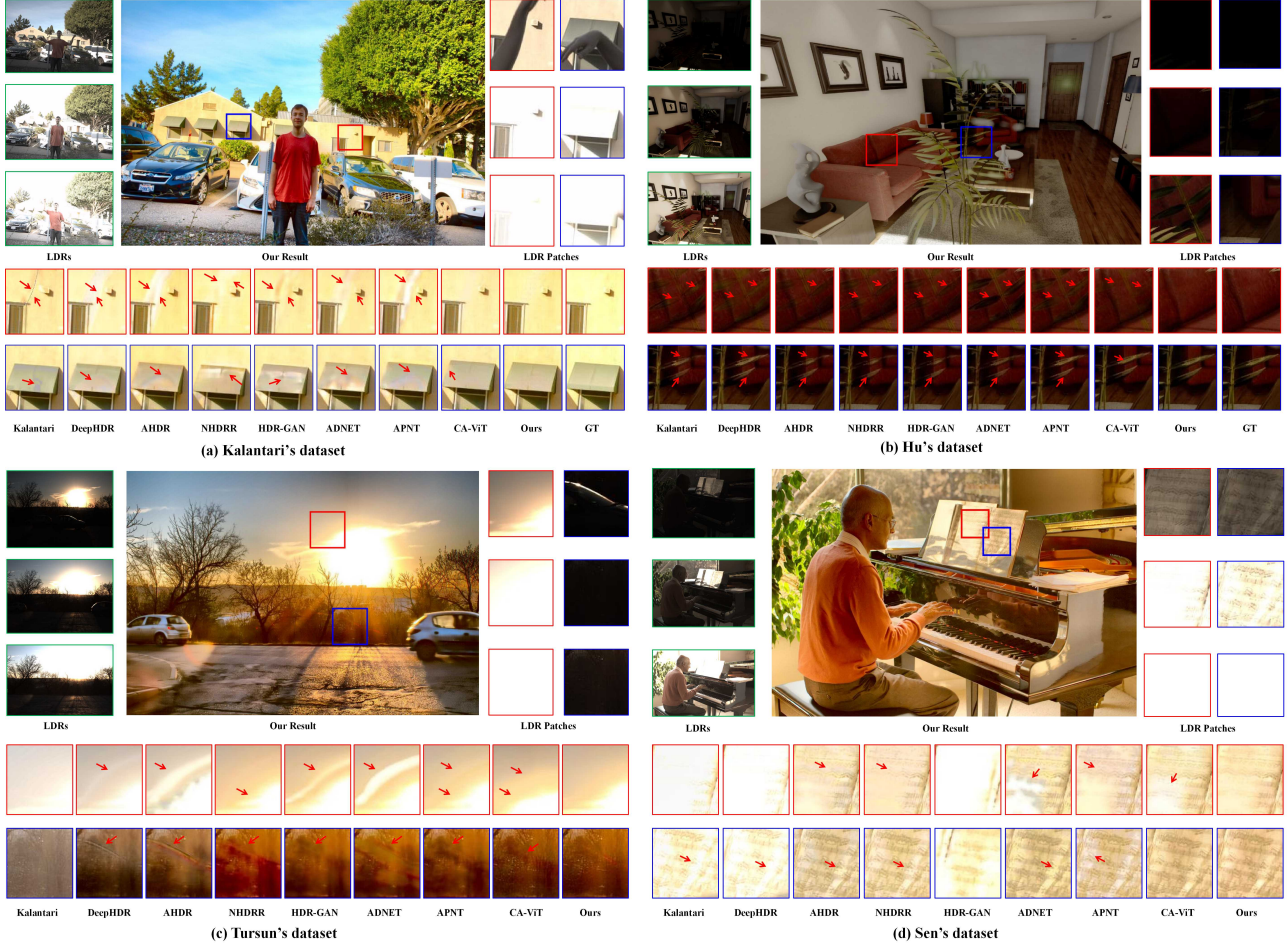 LDRs Our Result LDR Patches
Kalantari DeepHDR AHDR NHDRR HDR-GAN ADNET APNT CA-ViT Ours GT
(a) Kalantari's dataset
LDRs Our Result LDR Patches
Kalantari DeepHDR AHDR NHDRR HDR-GAN ADNET APNT CA-ViT Ours GT
(b) Hu's dataset
LDRs Our Result LDR Patches
Kalantari DeepHDR AHDR NHDRR HDR-GAN ADNET APNT CA-ViT Ours
(c) Tursun's dataset
LDRs Our Result LDR Patches
Kalantari DeepHDR AHDR NHDRR HDR-GAN ADNET APNT CA-ViT Ours
(d) Sen's dataset